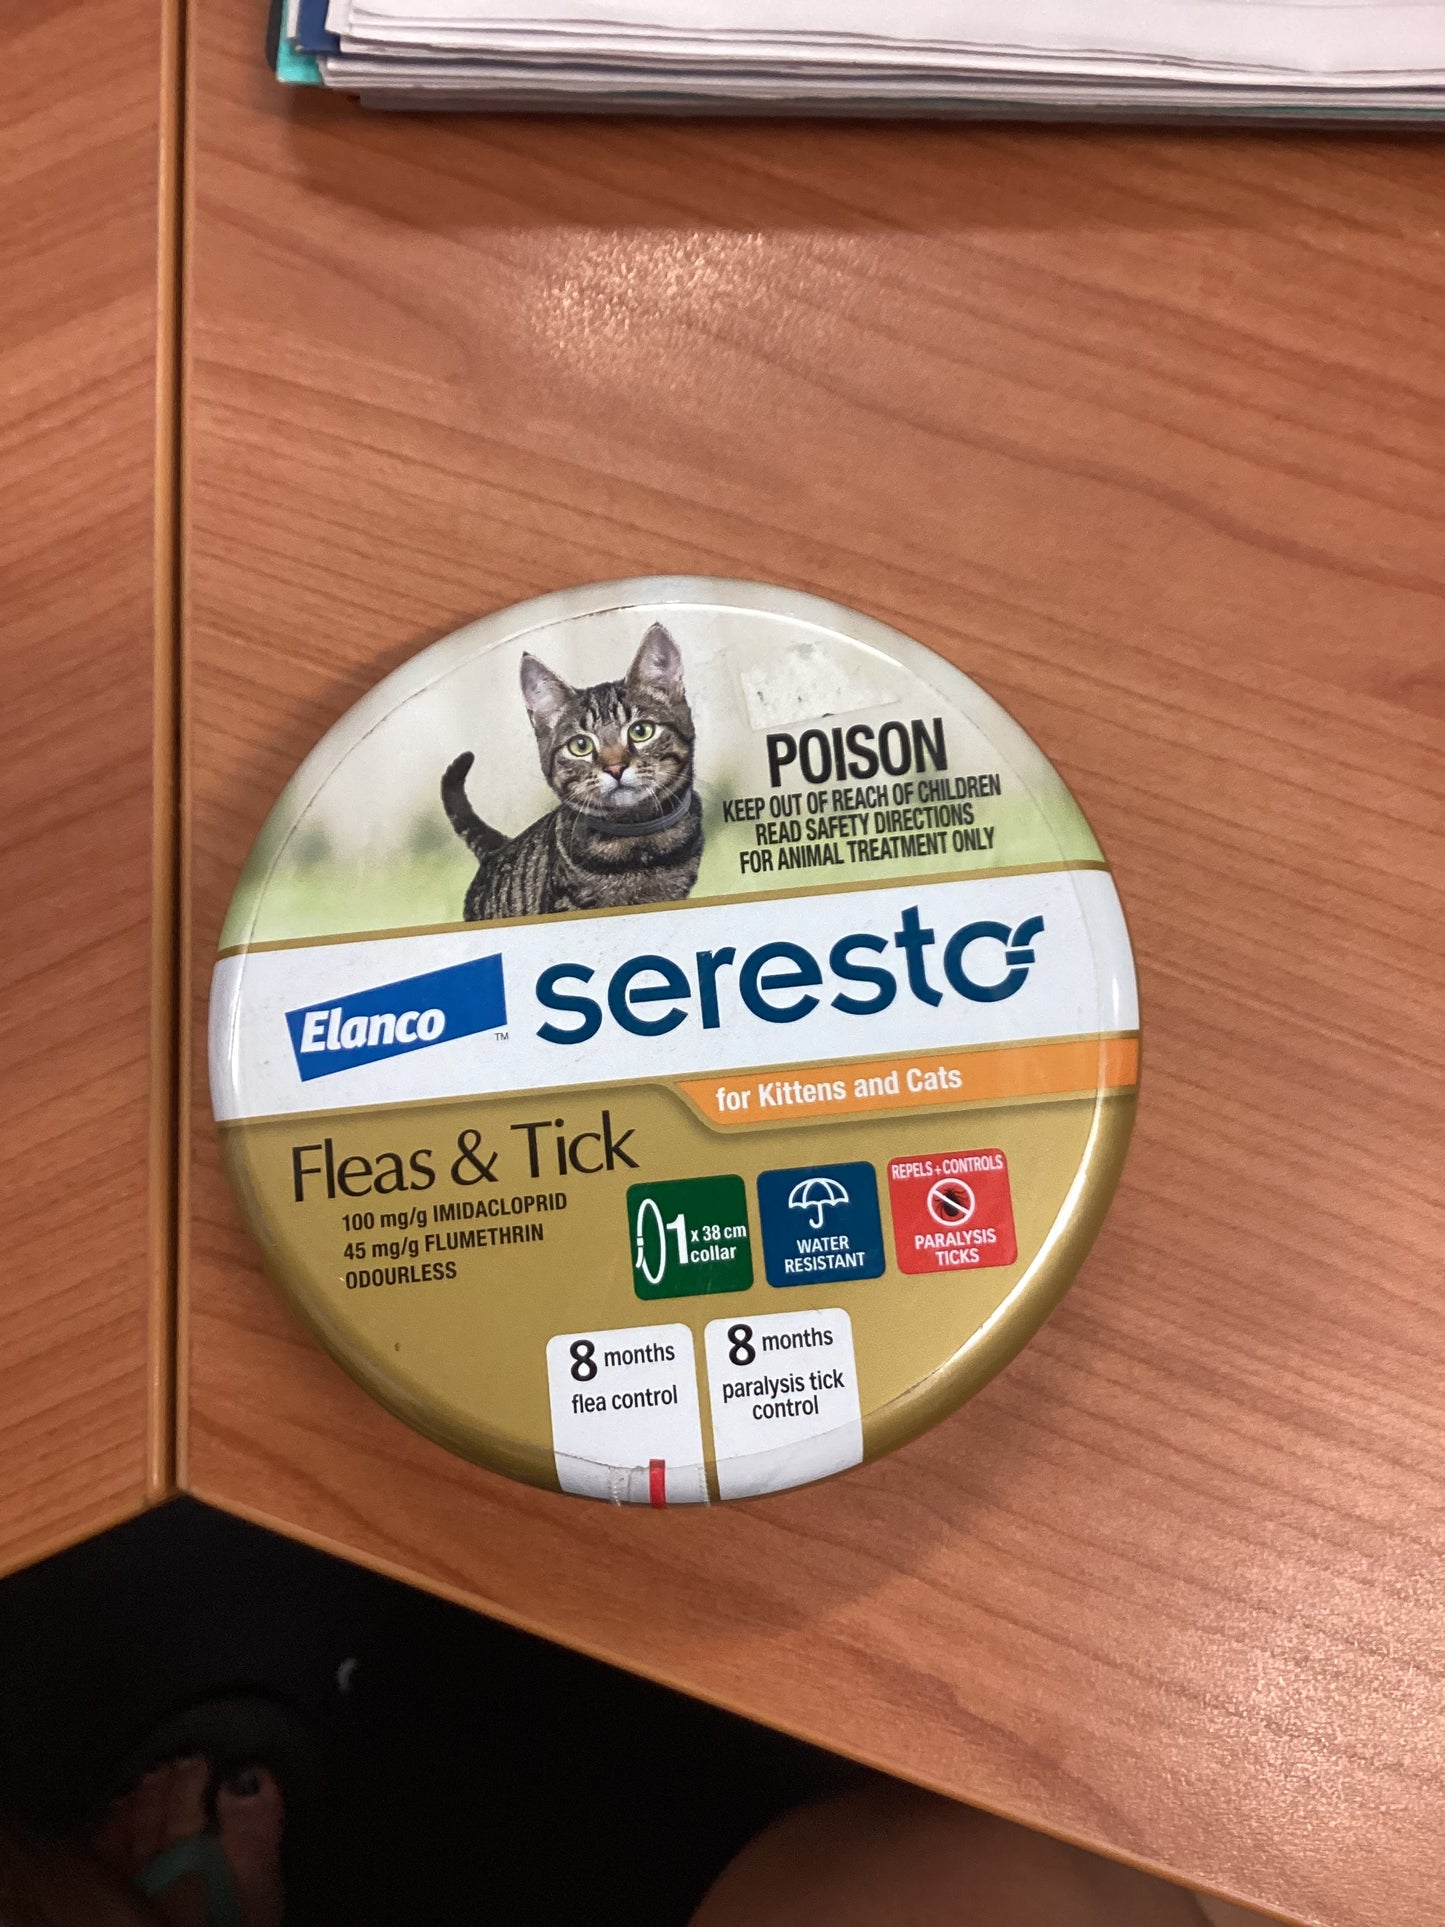 POISON
KEEP OUT OF REACH OF CHILDREN
READ SAFETY DIRECTIONS
FOR ANIMAL TREATMENT ONLY
Elanco™
seresto
for Kittens and Cats
Fleas & Tick
100 mg/g IMIDACLOPRID
45 mg/g FLUMETHRIN
ODOURLESS
1 x 38 cm
collar
WATER
RESISTANT
REPELS + CONTROLS
PARALYSIS
TICKS
8 months
flea control
8 months
paralysis tick
control